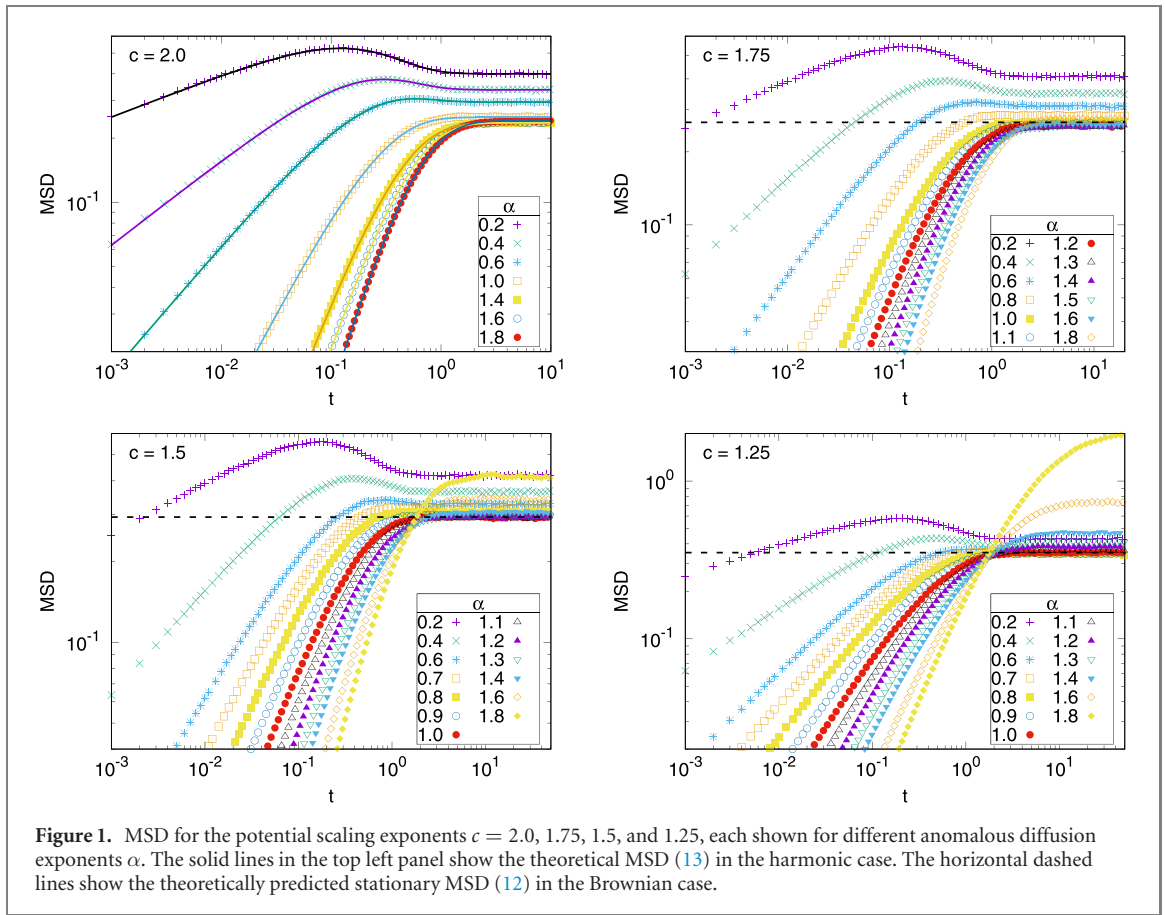 c = 2.0
MSD
10^-1
α
0.2
0.4
0.6
1.0
1.4
1.6
1.8
10^-3 10^-2 10^-1 10^0 10^1
t
c = 1.75
MSD
10^-1
α
0.2 1.2
0.4 1.3
0.6 1.4
0.8 1.5
1.0 1.6
1.1 1.8
10^-3 10^-2 10^-1 10^0 10^1
t
c = 1.5
MSD
10^-1
α
0.2 1.1
0.4 1.2
0.6 1.3
0.7 1.4
0.8 1.6
0.9 1.8
1.0
10^-3 10^-2 10^-1 10^0 10^1
t
c = 1.25
MSD
10^0
10^-1
α
0.2 1.1
0.4 1.2
0.6 1.3
0.7 1.4
0.8 1.6
0.9 1.8
1.0
10^-3 10^-2 10^-1 10^0 10^1
t
Figure 1. MSD for the potential scaling exponents c = 2.0, 1.75, 1.5, and 1.25, each shown for different anomalous diffusion
exponents α. The solid lines in the top left panel show the theoretical MSD (13) in the harmonic case. The horizontal dashed
lines show the theoretically predicted stationary MSD (12) in the Brownian case.